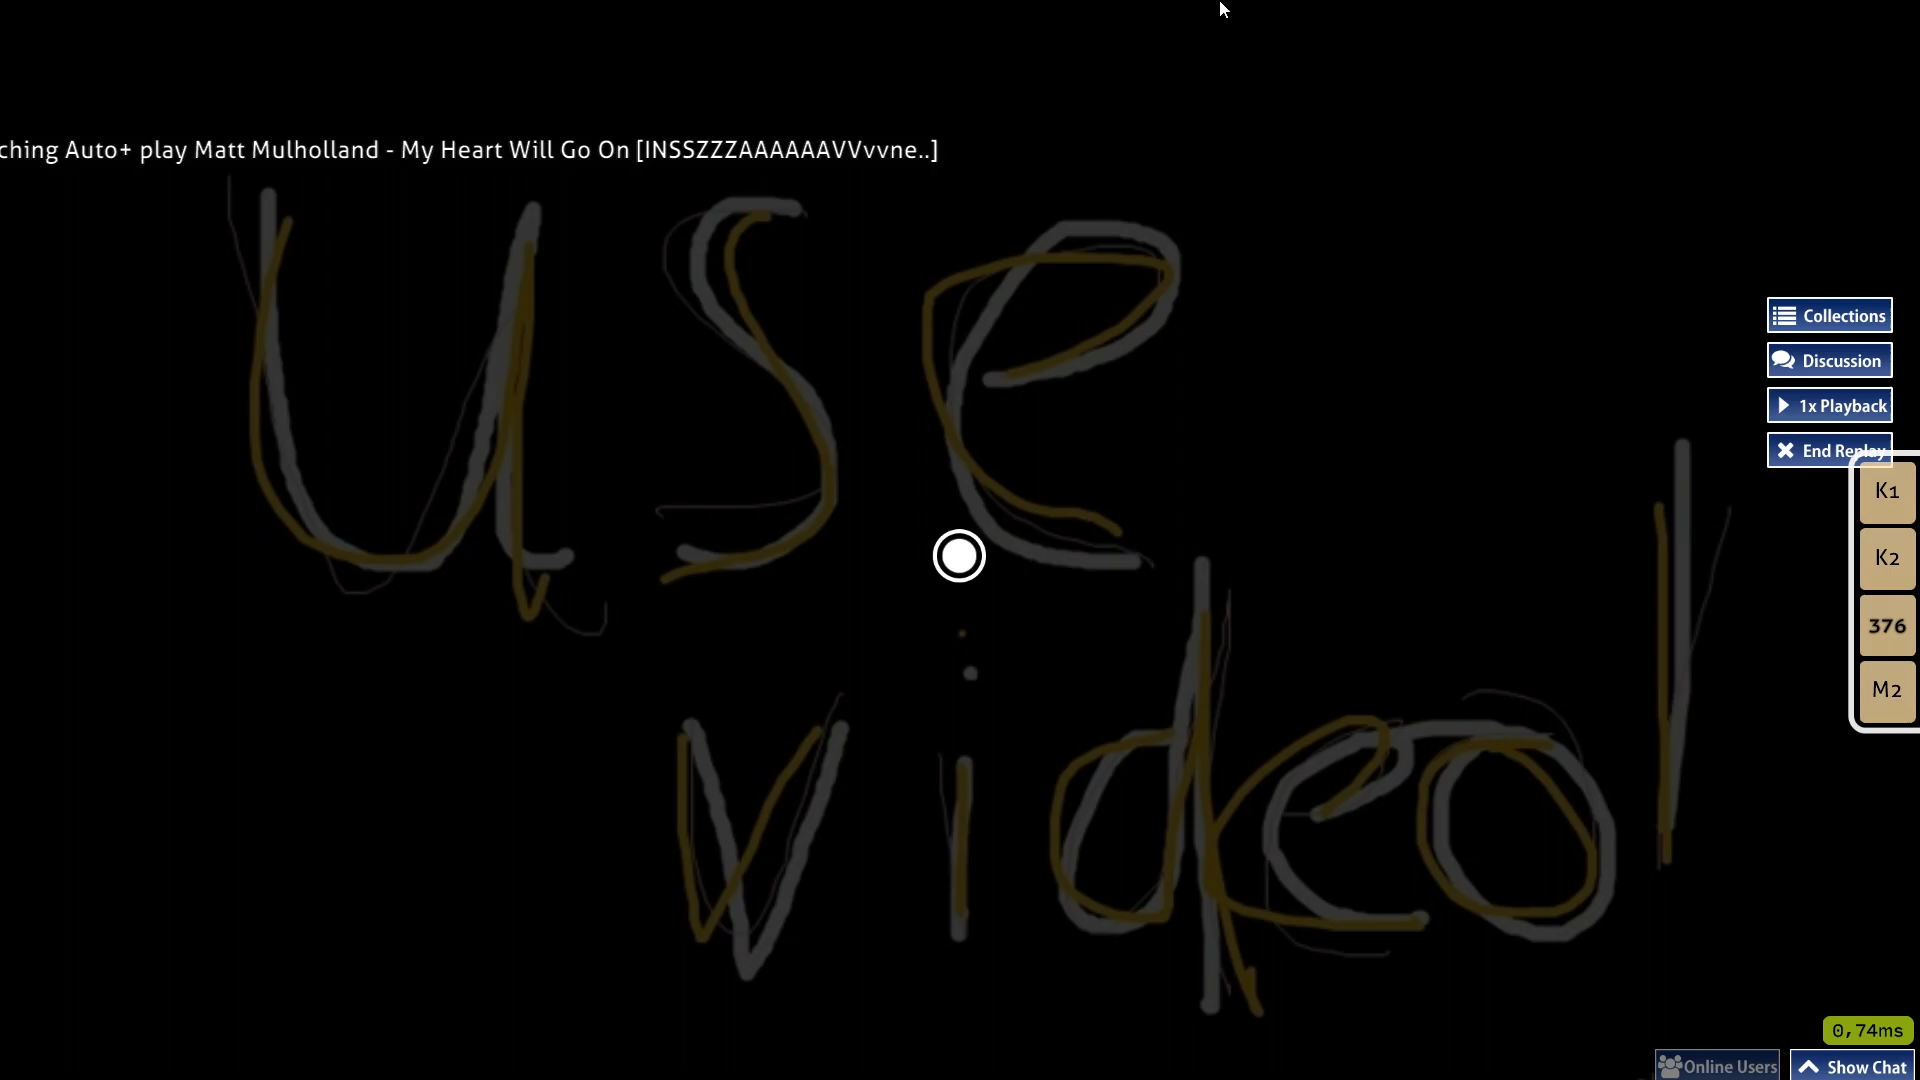 ching Auto+ play Matt Mulholland - My Heart Will Go On [INSSZZZAAAAAAVVvvne..]
use
video!
Collections
Discussion
1x Playback
End Replay
K1
K2
376
M2
0,74ms
Online Users
Show Chat